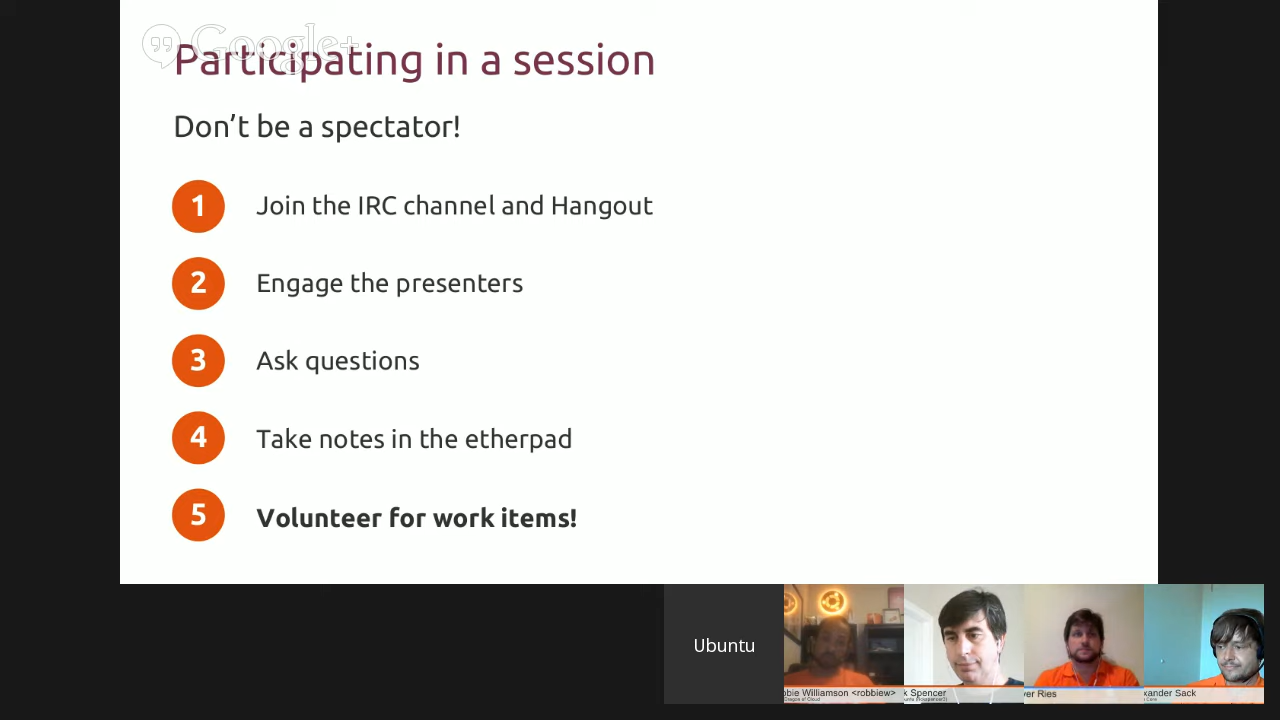 Google+
Participating in a session
Don't be a spectator!
1 Join the IRC channel and Hangout
2 Engage the presenters
3 Ask questions
4 Take notes in the etherpad
5 Volunteer for work items!
Ubuntu
bbie Williamson <robbiew>
k Spencer
ver Ries
xander Sack